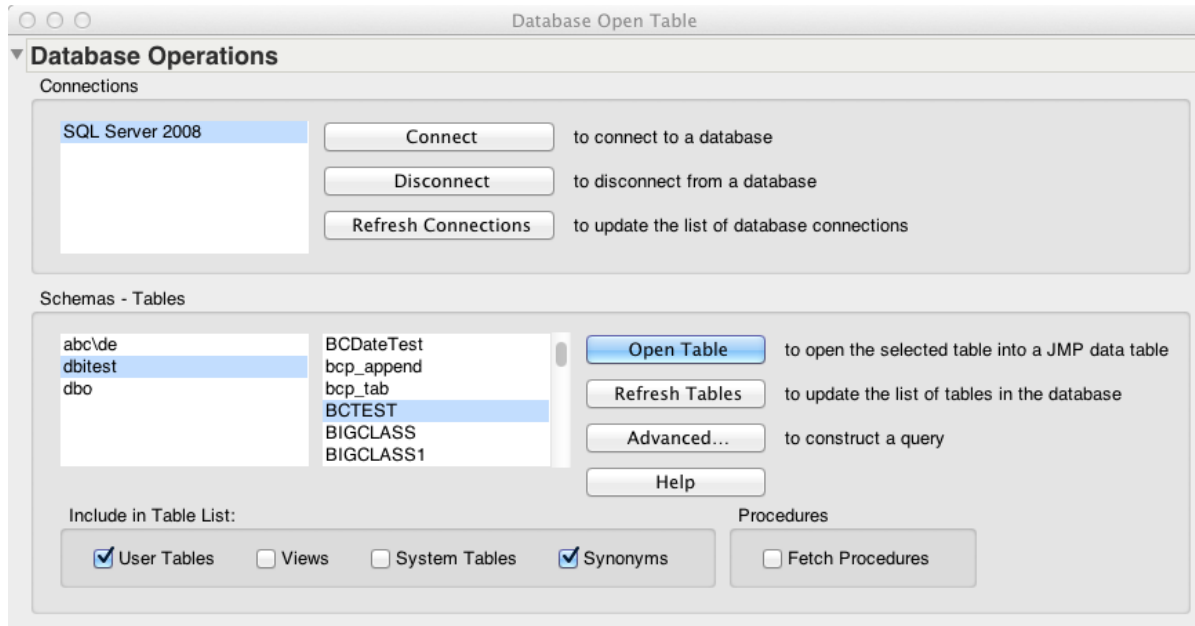 Database Open Table
Database Operations
Connections
SQL Server 2008
Connect to connect to a database
Disconnect to disconnect from a database
Refresh Connections to update the list of database connections
Schemas - Tables
abc\de
dbitest
dbo
BCDateTest
bcp_append
bcp_tab
BCTEST
BIGCLASS
BIGCLASS1
Open Table to open the selected table into a JMP data table
Refresh Tables to update the list of tables in the database
Advanced... to construct a query
Help
Include in Table List:
User Tables Views System Tables Synonyms
Procedures
Fetch Procedures